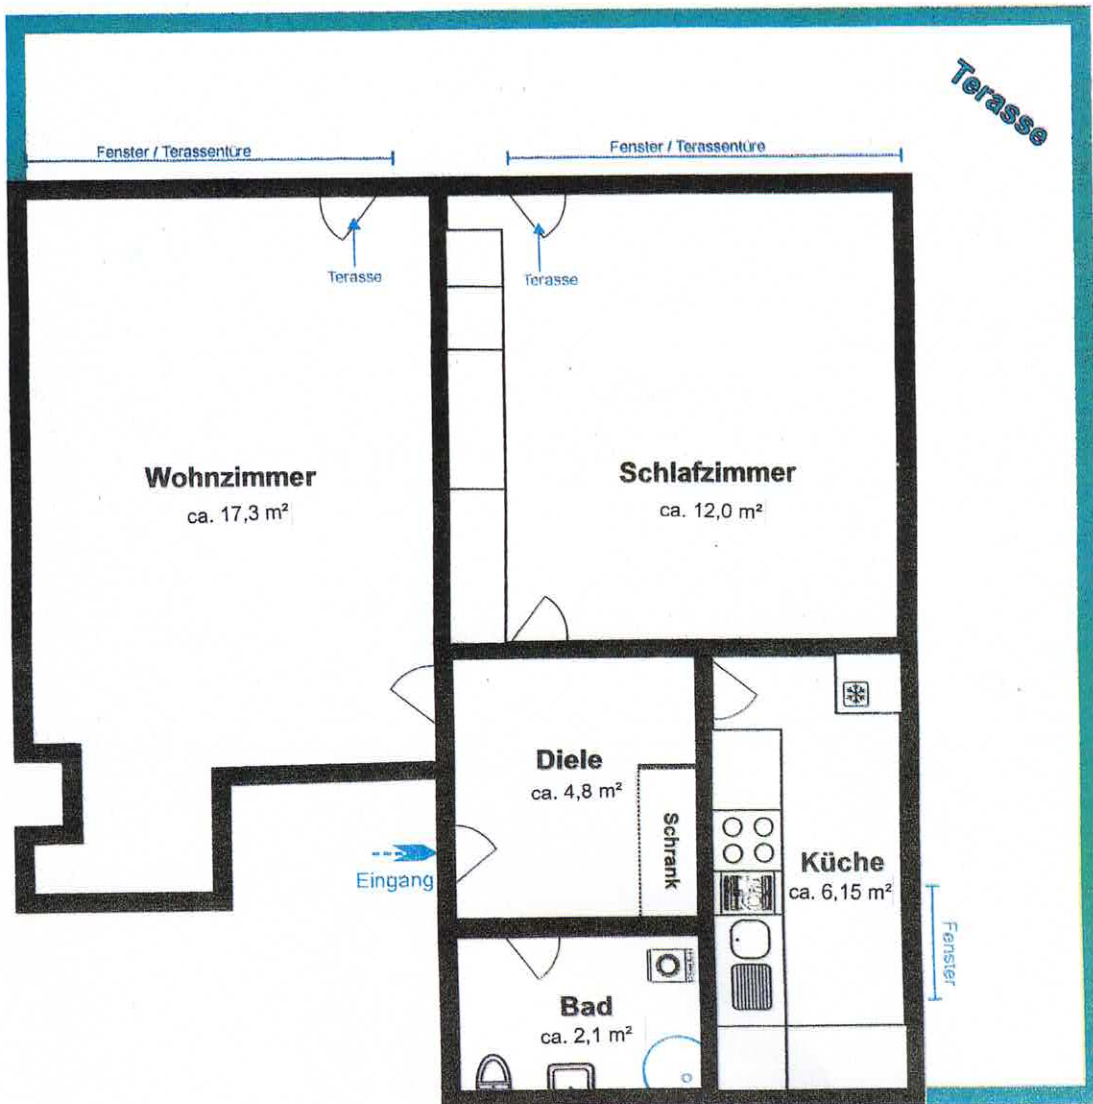 Terasse
Fenster / Terassentüre
Fenster / Terassentüre
Terasse
Terasse
Wohnzimmer
ca. 17,3 m²
Schlafzimmer
ca. 12,0 m²
Diele
ca. 4,8 m²
Schrank
Eingang
Küche
ca. 6,15 m²
Fenster
Bad
ca. 2,1 m²